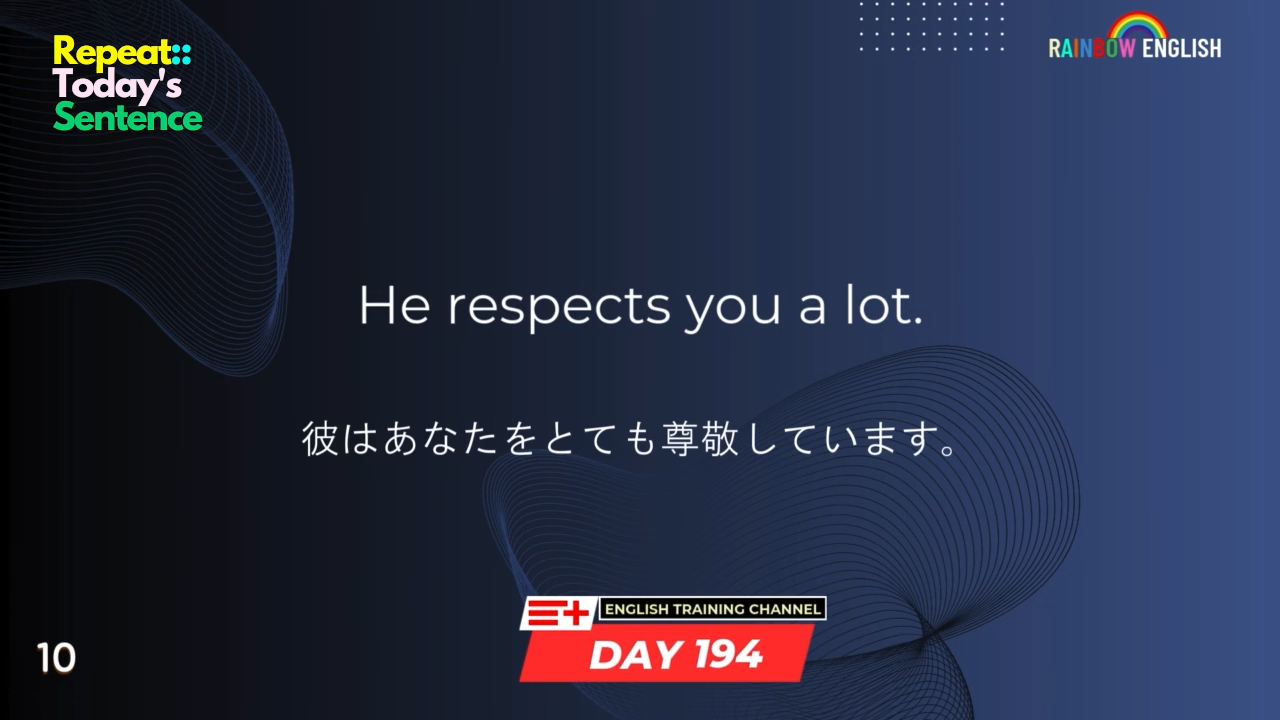 Repeat::
Today's
Sentence
RAINBOW ENGLISH
He respects you a lot.
彼はあなたをとても尊敬しています。
E+ ENGLISH TRAINING CHANNEL
DAY 194
10